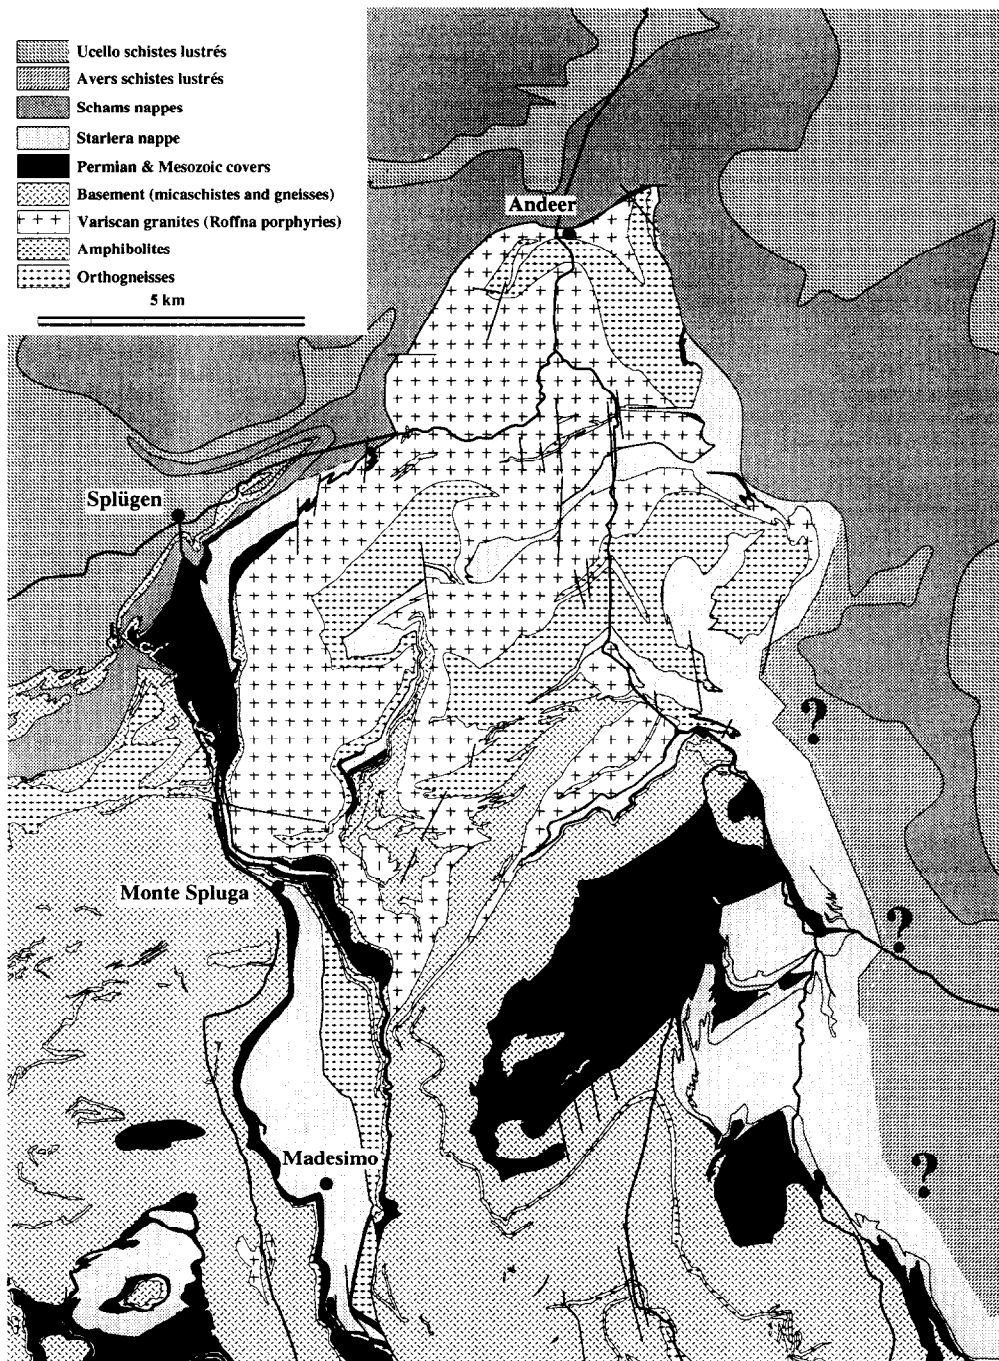 Ucello schistes lustrés
Avers schistes lustrés
Schams nappes
Starlera nappe
Permian & Mesozoic covers
Basement (micaschistes and gneisses)
Variscan granites (Roffna porphyries)
Amphibolites
Orthogneisses
5 km
Andeer
Splügen
?
Monte Spluga
?
Madesimo
?